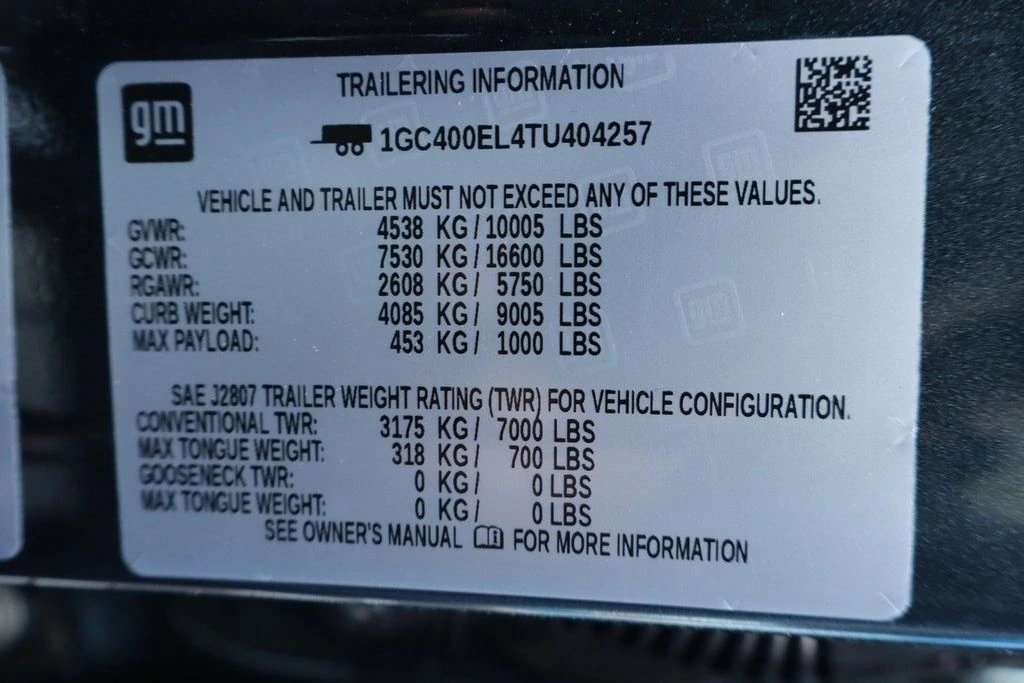 gm
TRAILERING INFORMATION
1GC400EL4TU404257
VEHICLE AND TRAILER MUST NOT EXCEED ANY OF THESE VALUES.
GVWR: 4538 KG/ 10005 LBS
GCWR: 7530 KG/ 16600 LBS
RGAWR: 2608 KG/ 5750 LBS
CURB WEIGHT: 4085 KG/ 9005 LBS
MAX PAYLOAD: 453 KG/ 1000 LBS
SAE J2807 TRAILER WEIGHT RATING (TWR) FOR VEHICLE CONFIGURATION.
CONVENTIONAL TWR: 3175 KG/ 7000 LBS
MAX TONGUE WEIGHT: 318 KG/ 700 LBS
GOOSENECK TWR: 0 KG/ 0 LBS
MAX TONGUE WEIGHT: 0 KG/ 0 LBS
SEE OWNER'S MANUAL FOR MORE INFORMATION